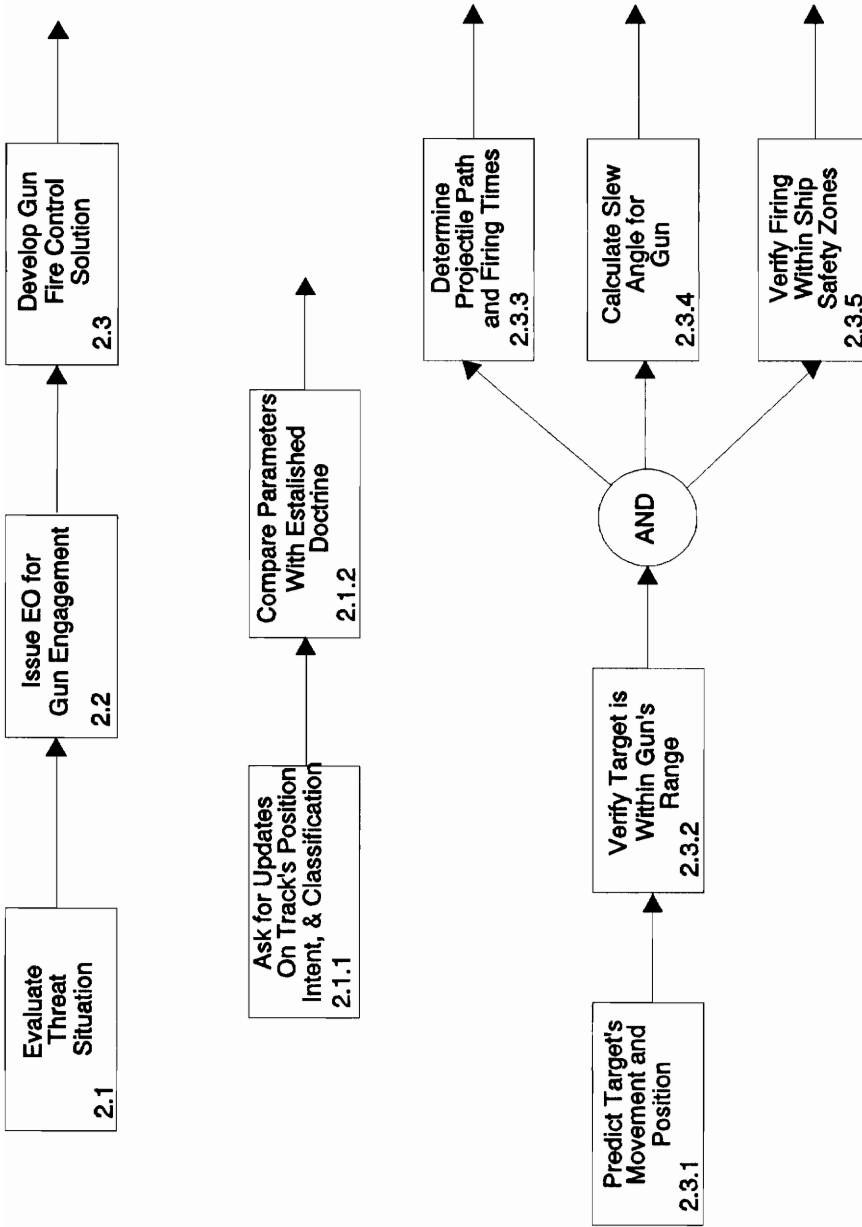 Evaluate
Threat
Situation
2.1
Issue EO for
Gun Engagement
2.2
Develop Gun
Fire Control
Solution
2.3
Ask for Updates
On Track's Position
Intent, & Classification
2.1.1
Compare Parameters
With Estalished
Doctrine
2.1.2
Predict Target's
Movement and
Position
2.3.1
Verify Target is
Within Gun's
Range
2.3.2
AND
Determine
Projectile Path
and Firing Times
2.3.3
Calculate Slew
Angle for
Gun
2.3.4
Verify Firing
Within Ship
Safety Zones
2.3.5